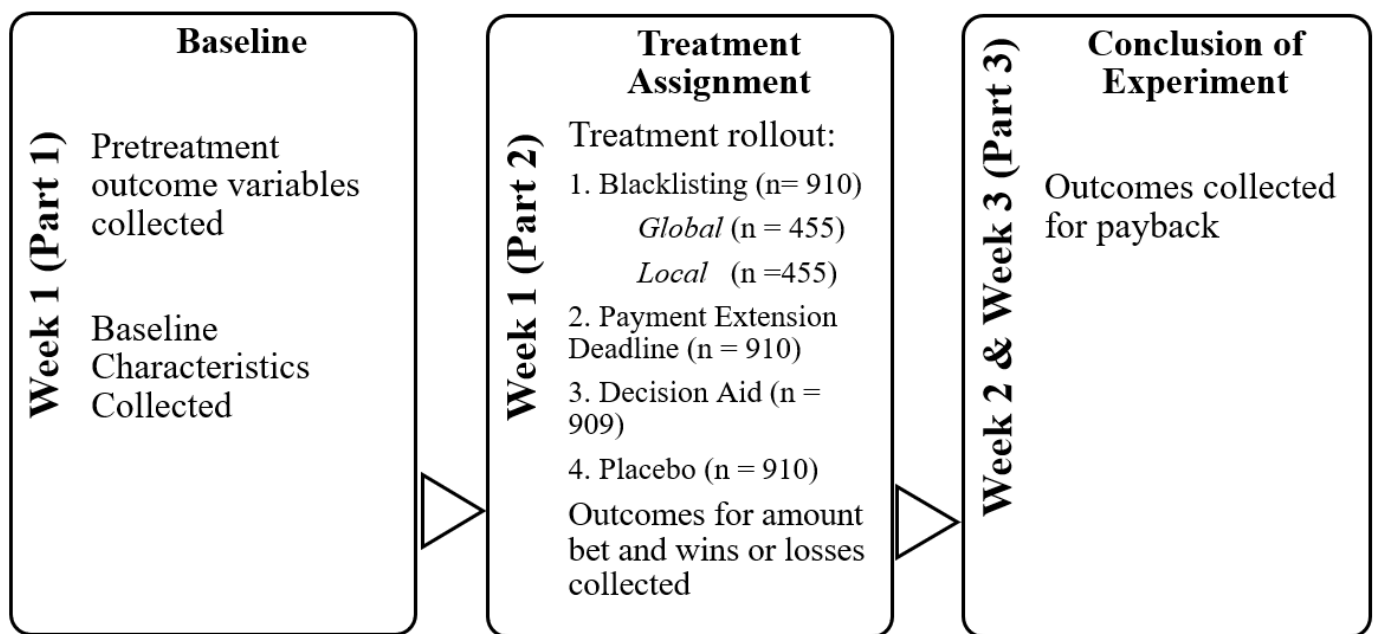 Week 1 (Part 1)
Baseline
Pretreatment
outcome variables
collected
Baseline
Characteristics
Collected
Week 1 (Part 2)
Treatment
Assignment
Treatment rollout:
1. Blacklisting (n= 910)
Global (n = 455)
Local (n =455)
2. Payment Extension
Deadline (n = 910)
3. Decision Aid (n =
909)
4. Placebo (n = 910)
Outcomes for amount
bet and wins or losses
collected
Week 2 & Week 3 (Part 3)
Conclusion of
Experiment
Outcomes collected
for payback